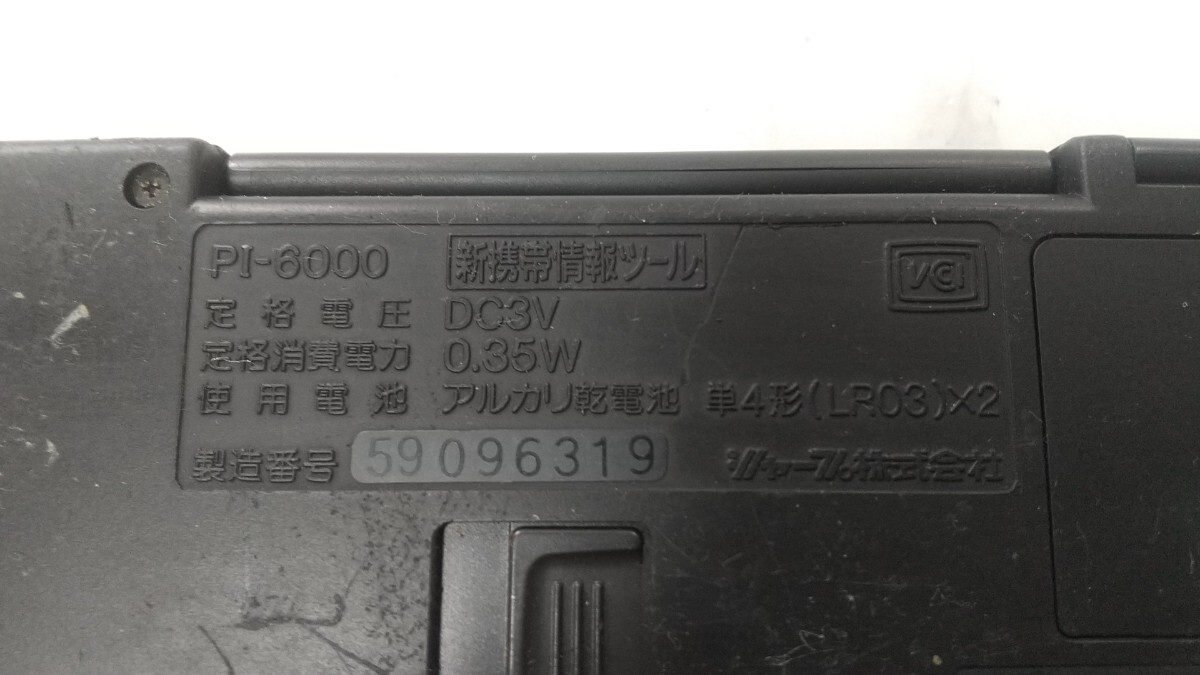 PI-6000 新携帯情報ツール VCI
定格電圧 DC3V
定格消費電力 0.35W
使用電池 アルカリ乾電池 単4形(LR03)×2
製造番号 59096319 シャープ株式会社